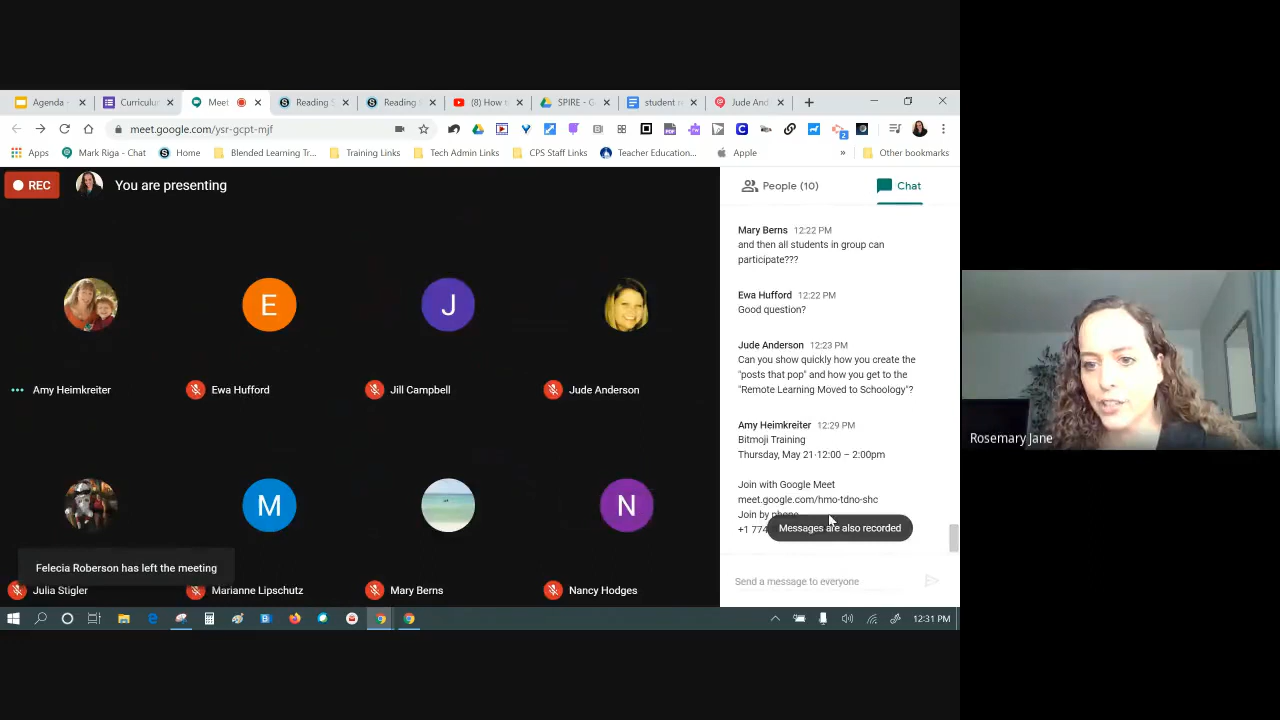 Agenda
Curriculu
Meet
Reading S
Reading
(8) How t
SPIRE - G
student re
Jude And
meet.google.com/ysr-gcpt-mjf
Apps
Mark Riga - Chat
Home
Blended Learning Tr...
Training Links
Tech Admin Links
CPS Staff Links
Teacher Education...
Apple
»
Other bookmarks
REC
You are presenting
People (10)
Chat
Mary Berns 12:22 PM
and then all students in group can
participate???
Ewa Hufford 12:22 PM
Good question?
Jude Anderson 12:23 PM
Can you show quickly how you create the
"posts that pop" and how you get to the
"Remote Learning Moved to Schoology"?
Amy Heimkreiter 12:29 PM
Bitmoji Training
Thursday, May 21·12:00 – 2:00pm
Join with Google Meet
meet.google.com/hmo-tdno-shc
Join by phone
+1 774
Messages are also recorded
Send a message to everyone
E
J
Amy Heimkreiter
Ewa Hufford
Jill Campbell
Jude Anderson
M
N
Felecia Roberson has left the meeting
Julia Stigler
Marianne Lipschutz
Mary Berns
Nancy Hodges
Rosemary Jane
12:31 PM